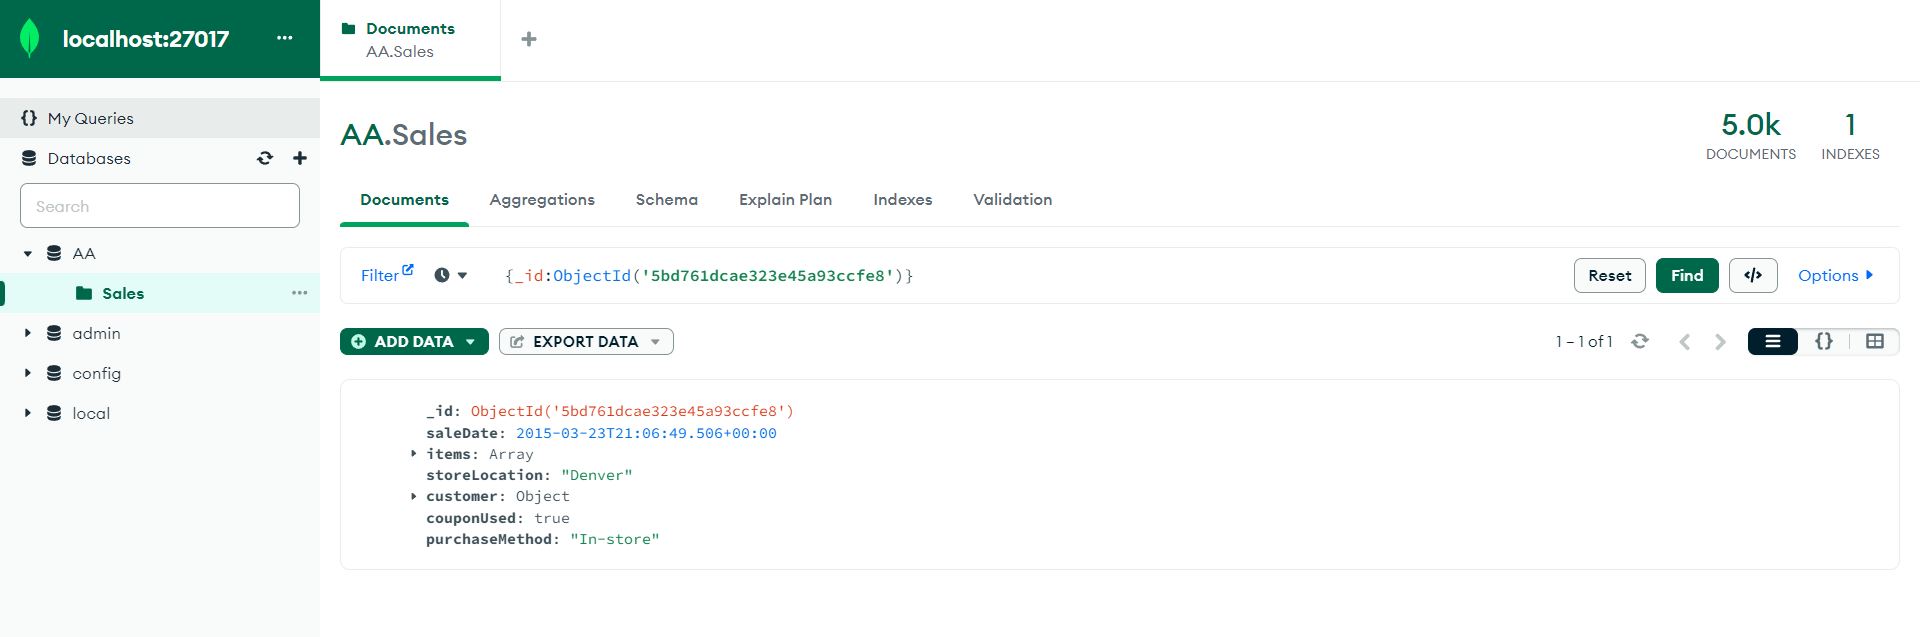 localhost:27017
Documents
AA.Sales
My Queries
Databases
Search
AA
Sales
admin
config
local
AA.Sales
5.0k
DOCUMENTS
1
INDEXES
Documents Aggregations Schema Explain Plan Indexes Validation
Filter {_id:ObjectId('5bd761dcae323e45a93ccfe8')} Reset Find </> Options
ADD DATA EXPORT DATA 1 – 1 of 1 {}
_id: ObjectId('5bd761dcae323e45a93ccfe8')
saleDate: 2015-03-23T21:06:49.506+00:00
items: Array
storeLocation: "Denver"
customer: Object
couponUsed: true
purchaseMethod: "In-store"